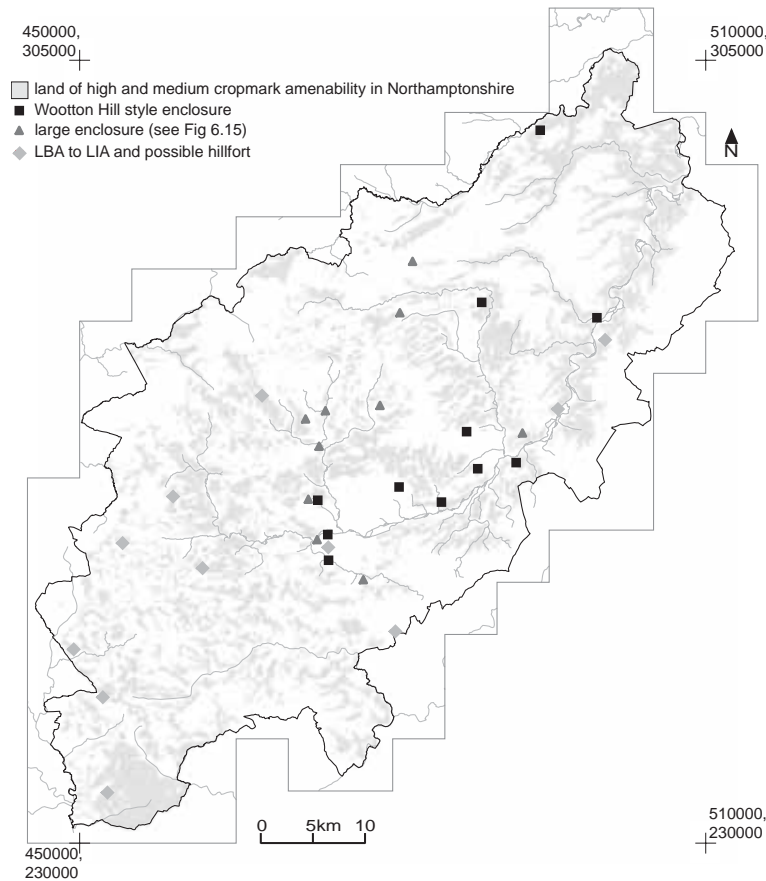 450000,
305000
510000,
305000
land of high and medium cropmark amenability in Northamptonshire
Wootton Hill style enclosure
large enclosure (see Fig 6.15)
LBA to LIA and possible hillfort
N
0 5km 10
450000,
230000
510000,
230000